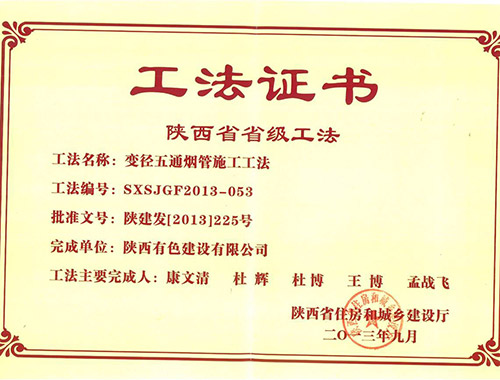 工法证书
陕西省省级工法
工法名称：变径五通烟管施工工法
工法编号：SXSJGF2013-053
批准文号：陕建发[2013]225号
完成单位：陕西有色建设有限公司
工法主要完成人：康文清 杜辉 杜博 王博 孟战飞
陕西省住房和城乡建设厅
二〇一三年九月